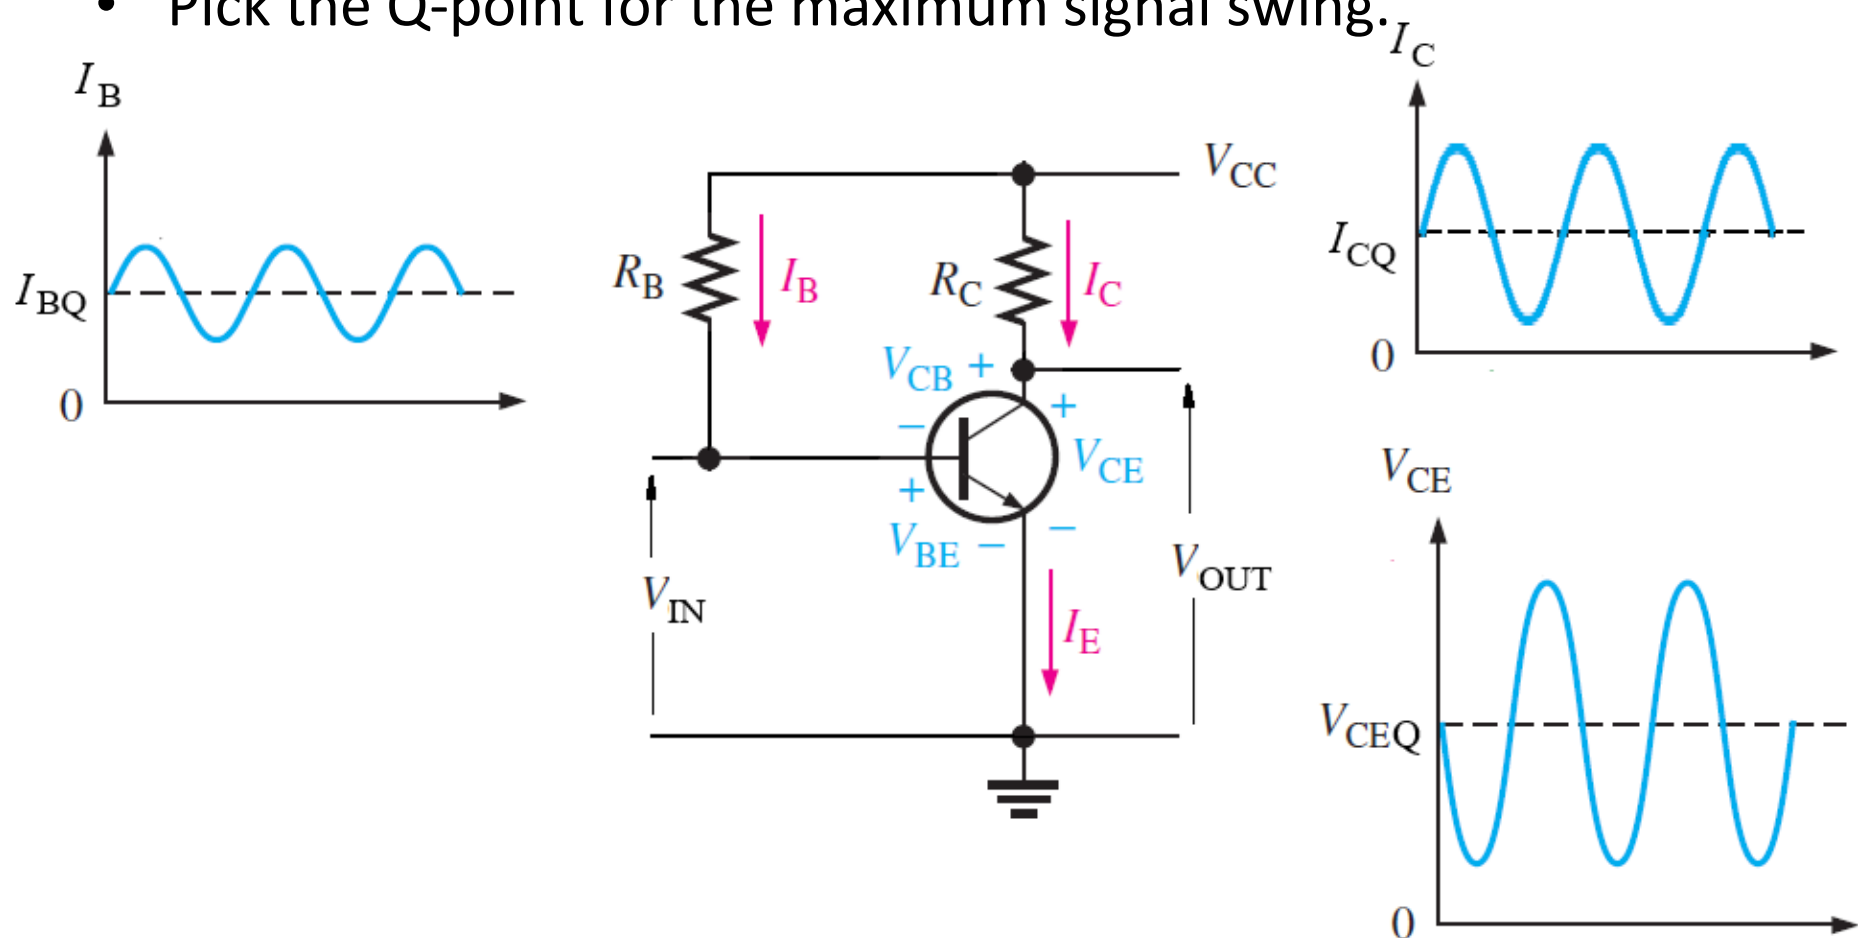 • Pick the Q-point for the maximum signal swing.
I_B
I_BQ
0
V_CC
R_B
I_B
R_C
I_C
V_CB +
−
+
V_BE −
+
V_CE
−
V_IN
V_OUT
I_E
I_C
I_CQ
0
V_CE
V_CEQ
0